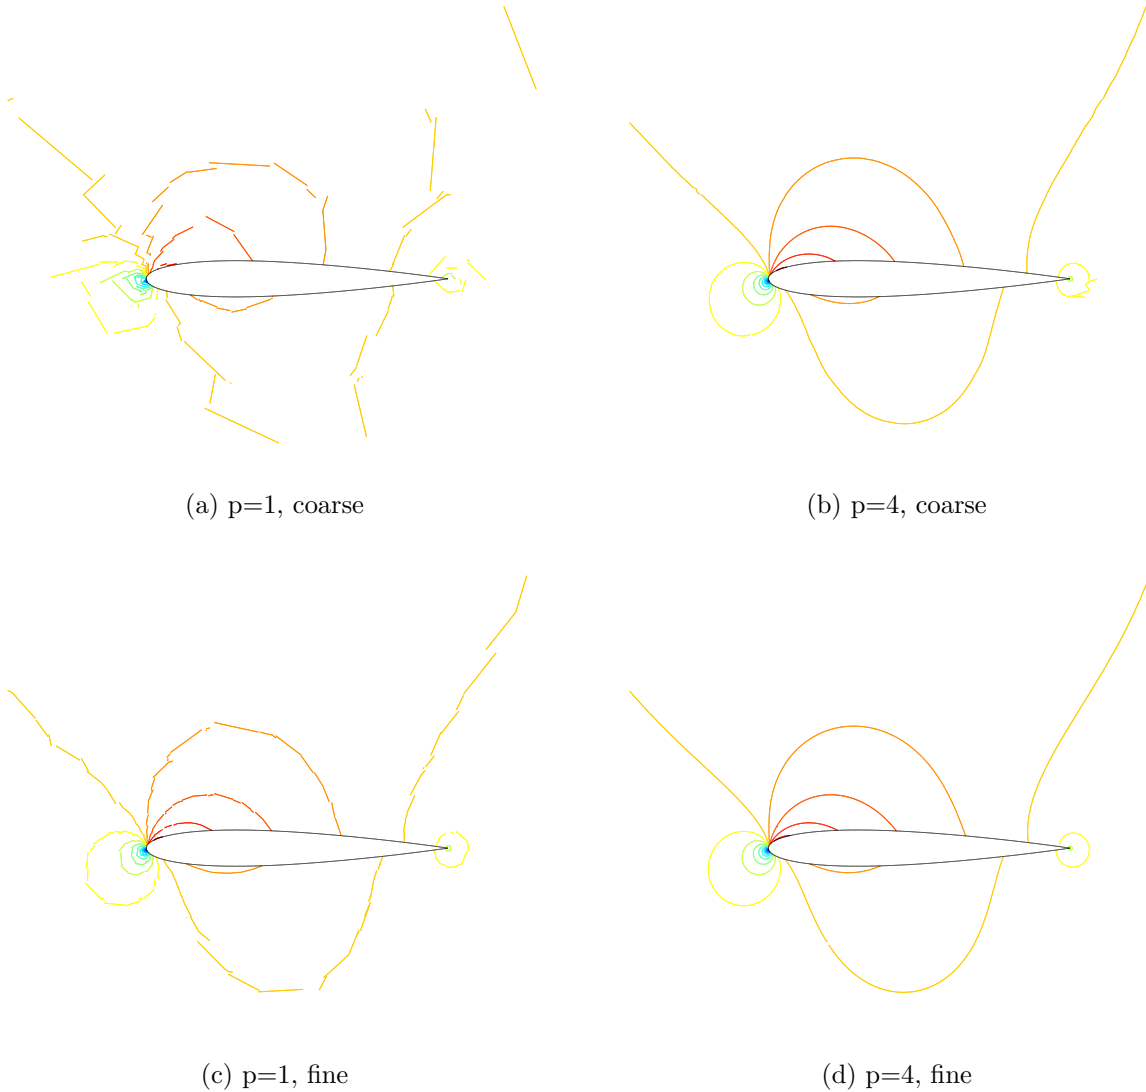 (a) p=1, coarse
(b) p=4, coarse
(c) p=1, fine
(d) p=4, fine